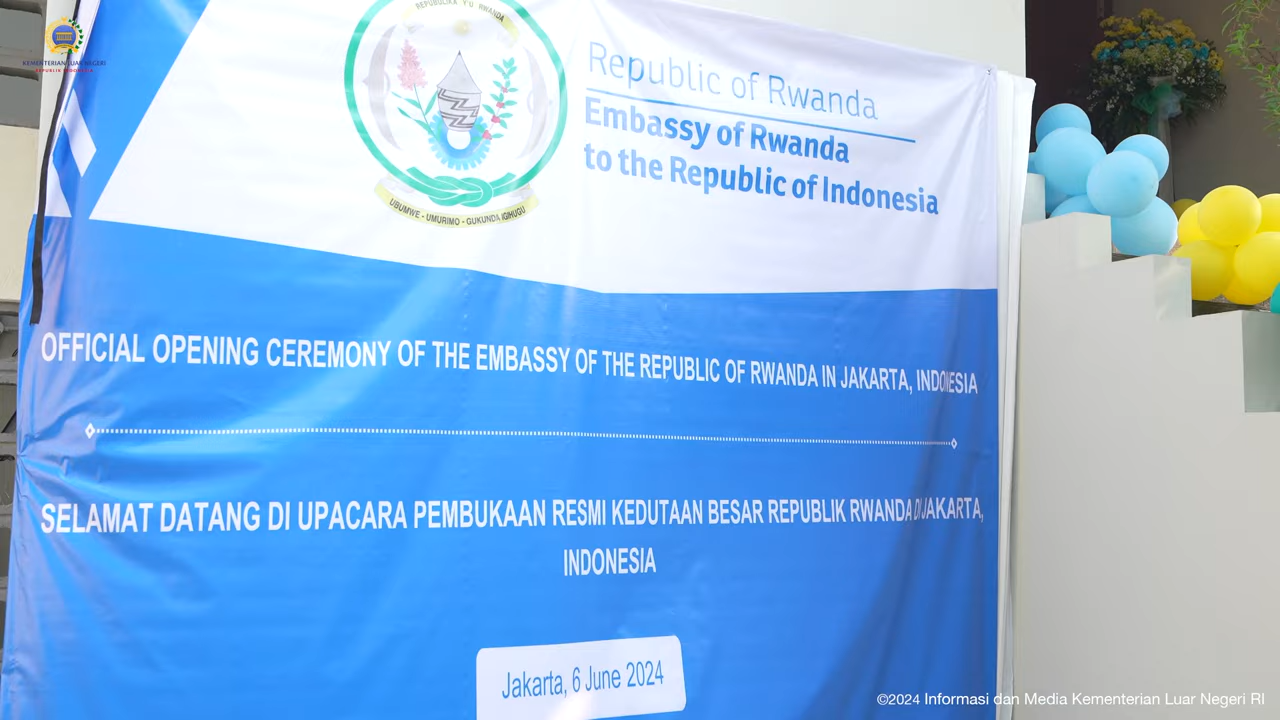 KEMENTERIAN LUAR NEGERI
REPUBLIK INDONESIA
REPUBULIKA Y'U RWANDA
UBUMWE - UMURIMO - GUKUNDA IGIHUGU
Republic of Rwanda
Embassy of Rwanda
to the Republic of Indonesia
OFFICIAL OPENING CEREMONY OF THE EMBASSY OF THE REPUBLIC OF RWANDA IN JAKARTA, INDONESIA
SELAMAT DATANG DI UPACARA PEMBUKAAN RESMI KEDUTAAN BESAR REPUBLIK RWANDA DI JAKARTA,
INDONESIA
Jakarta, 6 June 2024
©2024 Informasi dan Media Kementerian Luar Negeri RI